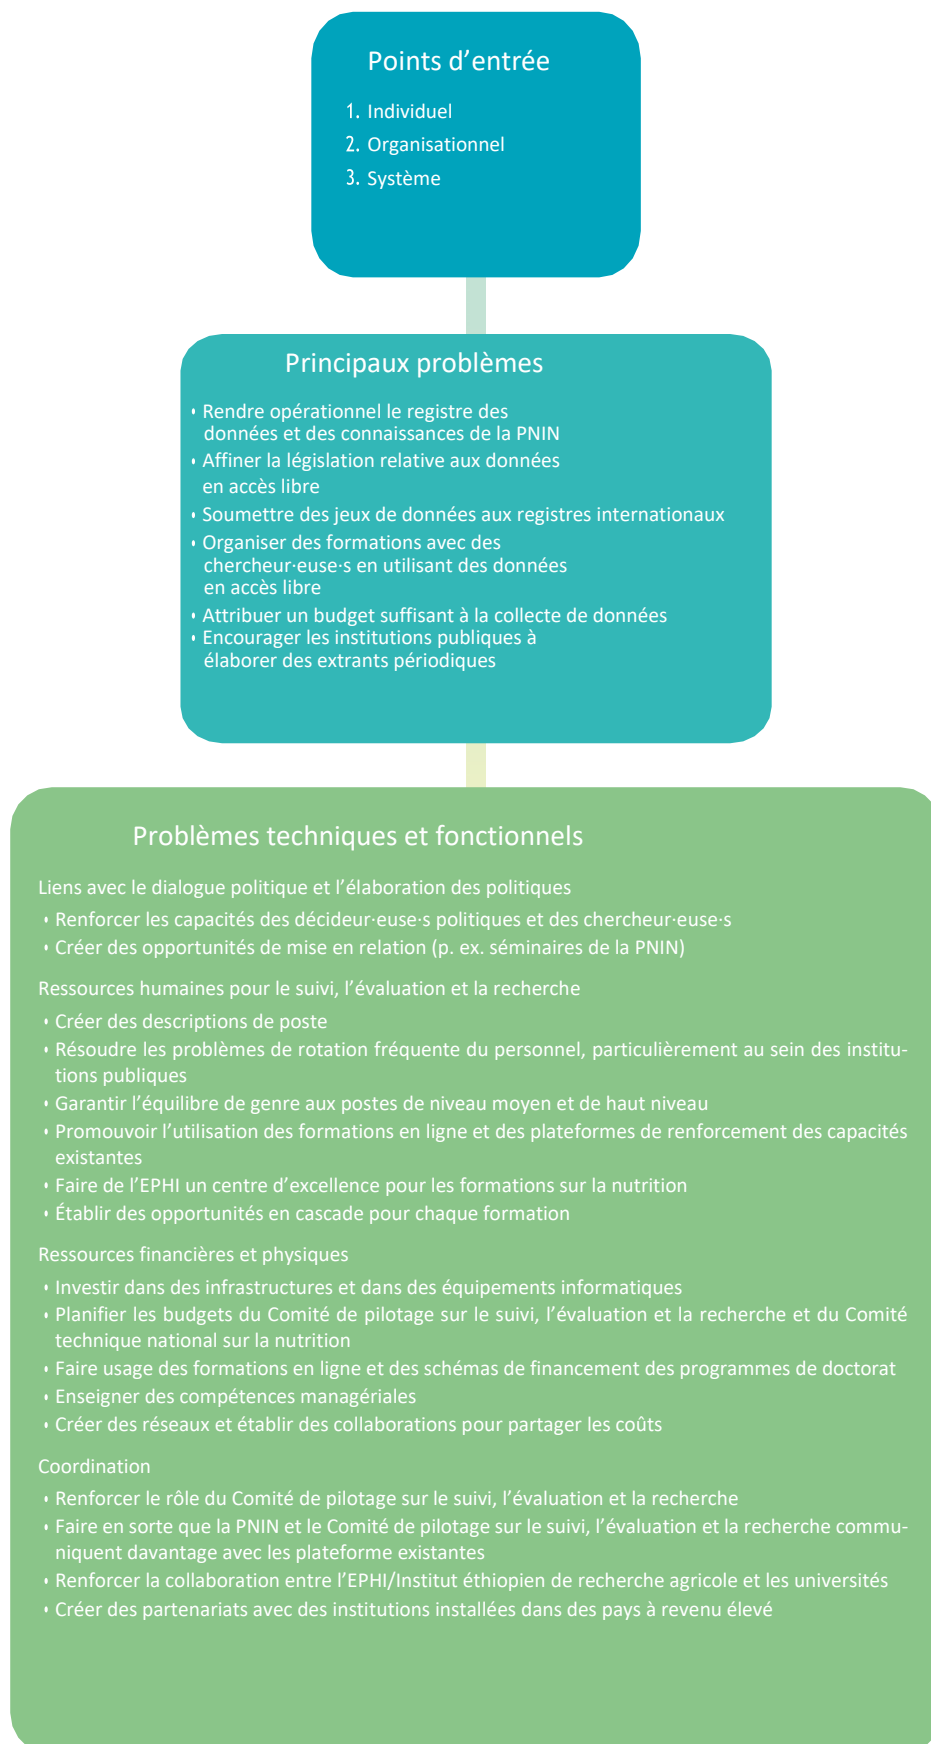 Points d’entrée
1. Individuel
2. Organisationnel
3. Système
Principaux problèmes
• Rendre opérationnel le registre des
données et des connaissances de la PNIN
• Affiner la législation relative aux données
en accès libre
• Soumettre des jeux de données aux registres internationaux
• Organiser des formations avec des
chercheur·euse·s en utilisant des données
en accès libre
• Attribuer un budget suffisant à la collecte de données
• Encourager les institutions publiques à
élaborer des extrants périodiques
Problèmes techniques et fonctionnels
Liens avec le dialogue politique et l’élaboration des politiques
• Renforcer les capacités des décideur·euse·s politiques et des chercheur·euse·s
• Créer des opportunités de mise en relation (p. ex. séminaires de la PNIN)
Ressources humaines pour le suivi, l’évaluation et la recherche
• Créer des descriptions de poste
• Résoudre les problèmes de rotation fréquente du personnel, particulièrement au sein des institu-
tions publiques
• Garantir l’équilibre de genre aux postes de niveau moyen et de haut niveau
• Promouvoir l’utilisation des formations en ligne et des plateformes de renforcement des capacités
existantes
• Faire de l’EPHI un centre d’excellence pour les formations sur la nutrition
• Établir des opportunités en cascade pour chaque formation
Ressources financières et physiques
• Investir dans des infrastructures et dans des équipements informatiques
• Planifier les budgets du Comité de pilotage sur le suivi, l’évaluation et la recherche et du Comité
technique national sur la nutrition
• Faire usage des formations en ligne et des schémas de financement des programmes de doctorat
• Enseigner des compétences managériales
• Créer des réseaux et établir des collaborations pour partager les coûts
Coordination
• Renforcer le rôle du Comité de pilotage sur le suivi, l’évaluation et la recherche
• Faire en sorte que la PNIN et le Comité de pilotage sur le suivi, l’évaluation et la recherche commu-
niquent davantage avec les plateforme existantes
• Renforcer la collaboration entre l’EPHI/Institut éthiopien de recherche agricole et les universités
• Créer des partenariats avec des institutions installées dans des pays à revenu élevé